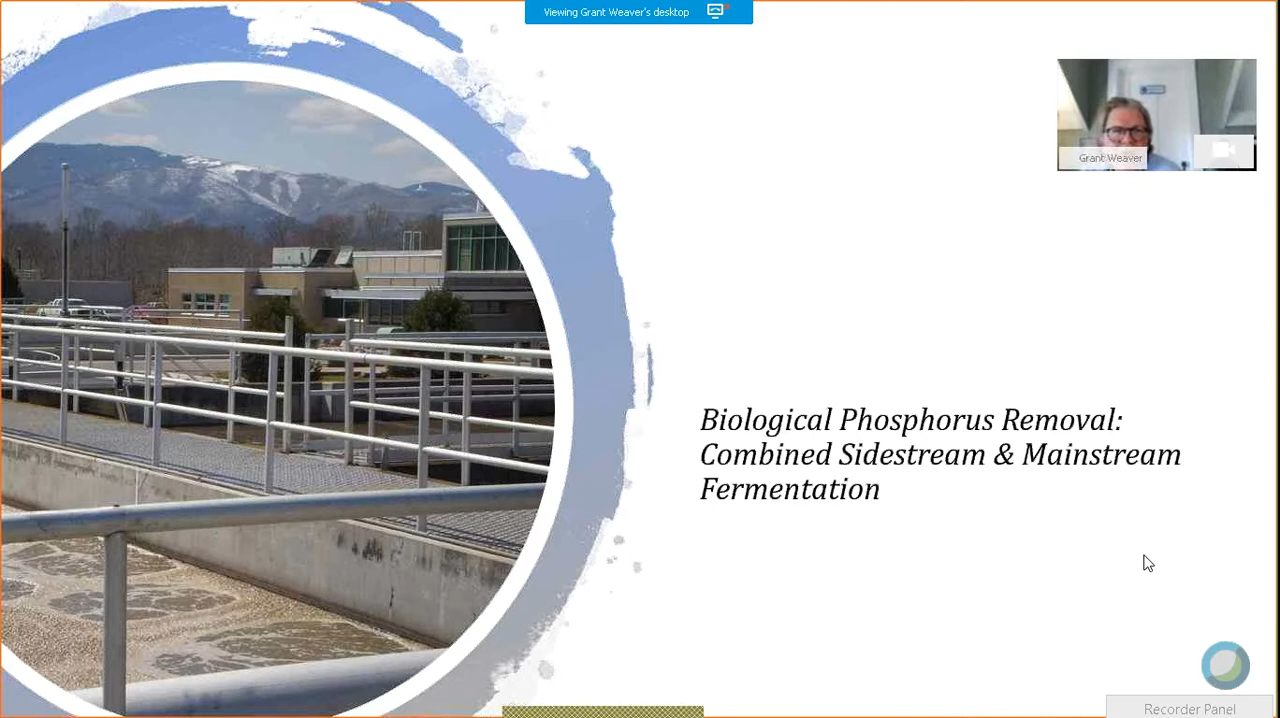 Viewing Grant Weaver's desktop
Grant Weaver
Biological Phosphorus Removal:
Combined Sidestream & Mainstream
Fermentation
Recorder Panel